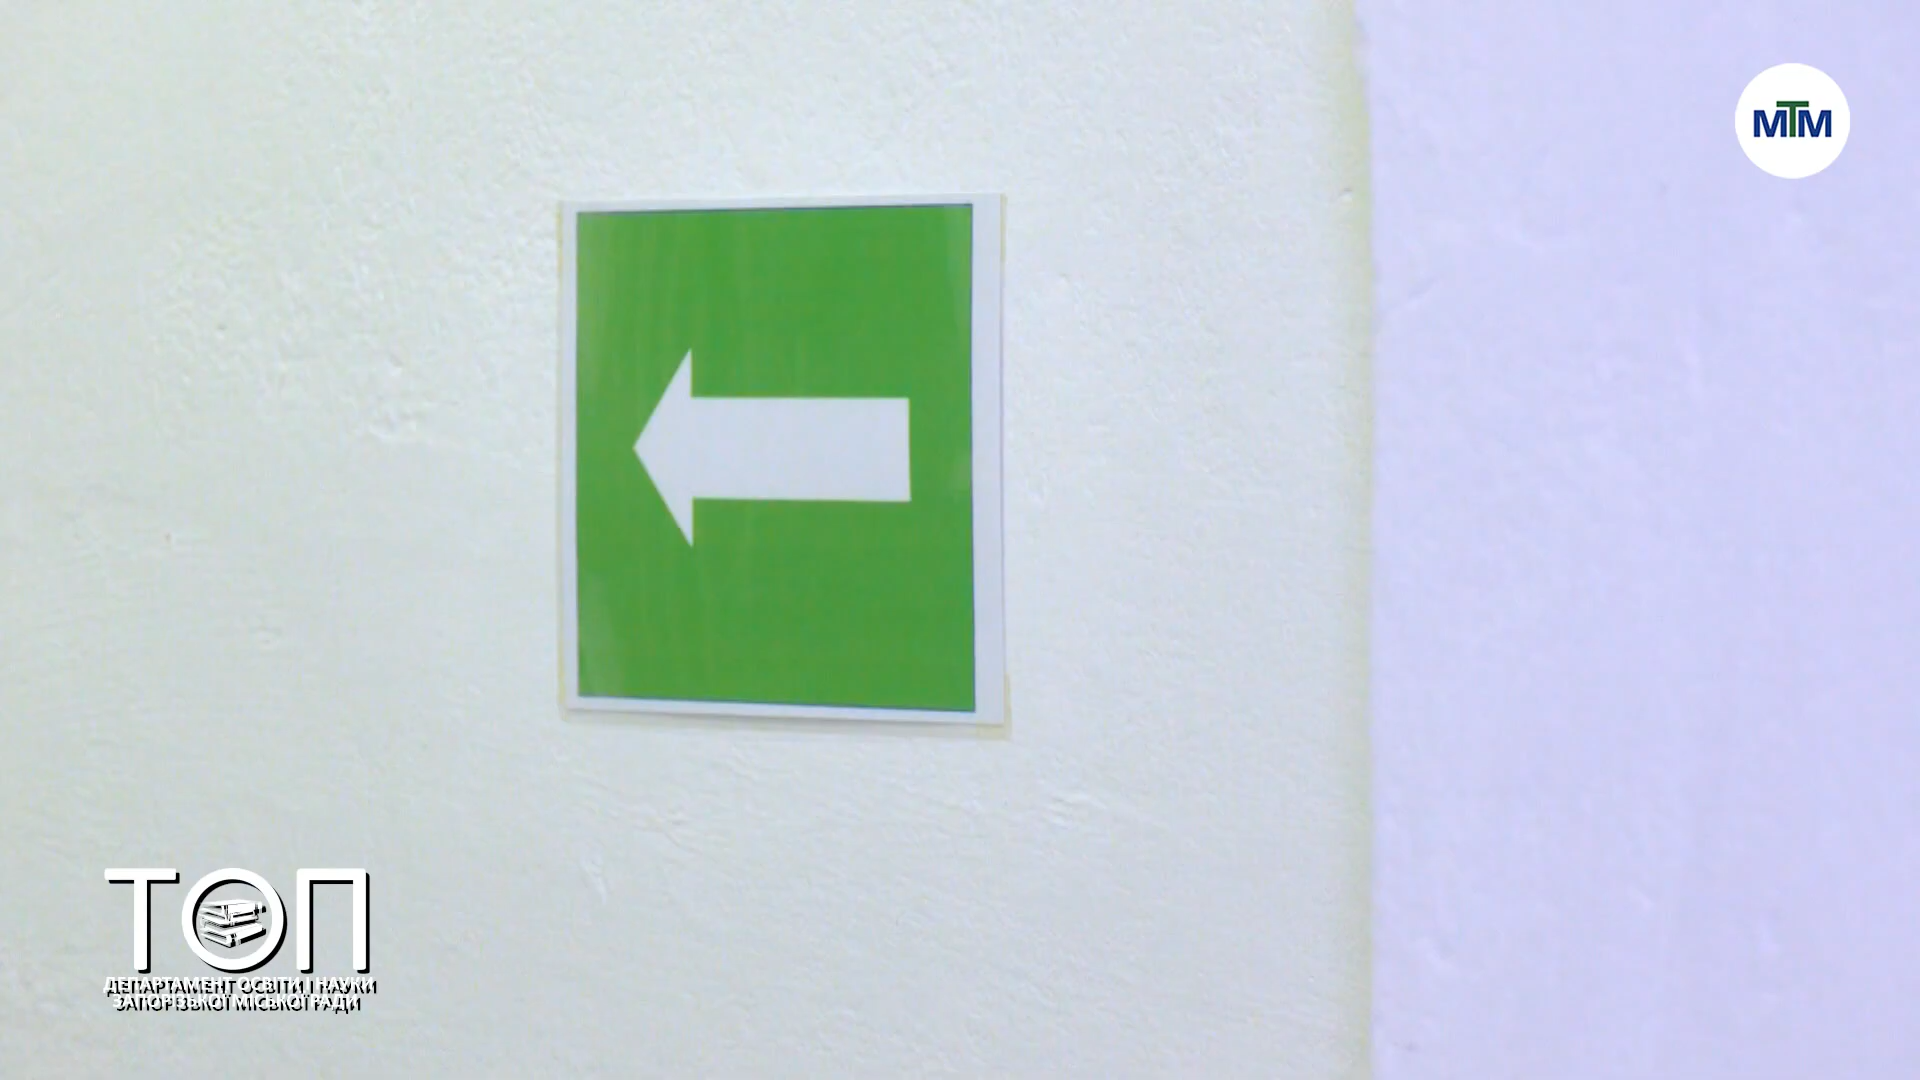 МТМ
ТОП
ДЕПАРТАМЕНТ ОСВІТИ І НАУКИ
ЗАПОРІЗЬКОЇ МІСЬКОЇ РАДИ